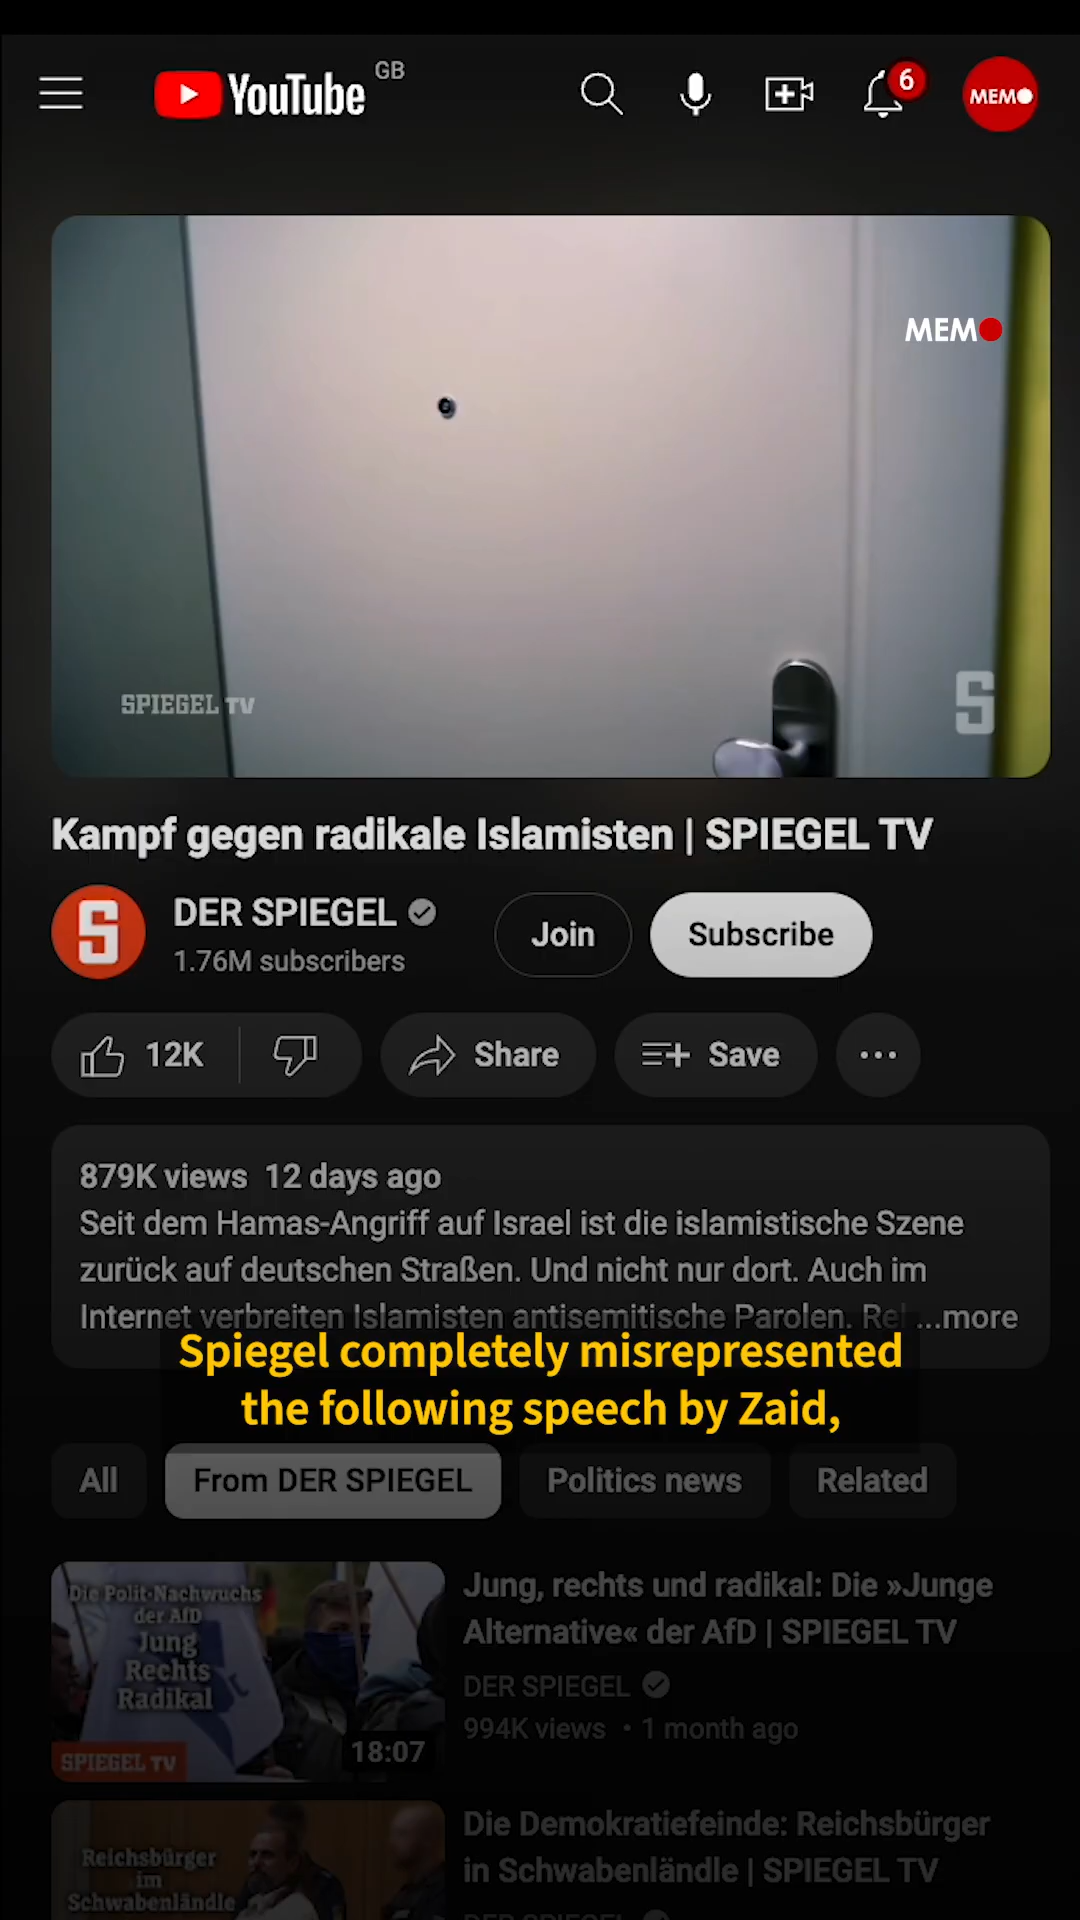 YouTube GB
6
MEMO
MEMO
SPIEGEL TV
S
Kampf gegen radikale Islamisten | SPIEGEL TV
S
DER SPIEGEL
1.76M subscribers
Join
Subscribe
12K
Share
Save
879K views 12 days ago
Seit dem Hamas-Angriff auf Israel ist die islamistische Szene
zurück auf deutschen Straßen. Und nicht nur dort. Auch im
Internet verbreiten Islamisten antisemitische Parolen. ...more
Spiegel completely misrepresented
the following speech by Zaid,
All
From DER SPIEGEL
Politics news
Related
Die Polit-Nachwuchs
der AfD
Jung
Rechts
Radikal
SPIEGEL TV
18:07
Jung, rechts und radikal: Die »Junge
Alternative« der AfD | SPIEGEL TV
DER SPIEGEL
994K views • 1 month ago
Reichsbürger
im
Schwabenländle
Die Demokratiefeinde: Reichsbürger
in Schwabenländle | SPIEGEL TV